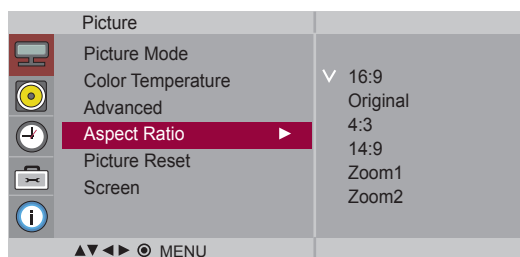 Picture
Picture Mode
Color Temperature
Advanced
Aspect Ratio
Picture Reset
Screen
16:9
Original
4:3
14:9
Zoom1
Zoom2
MENU